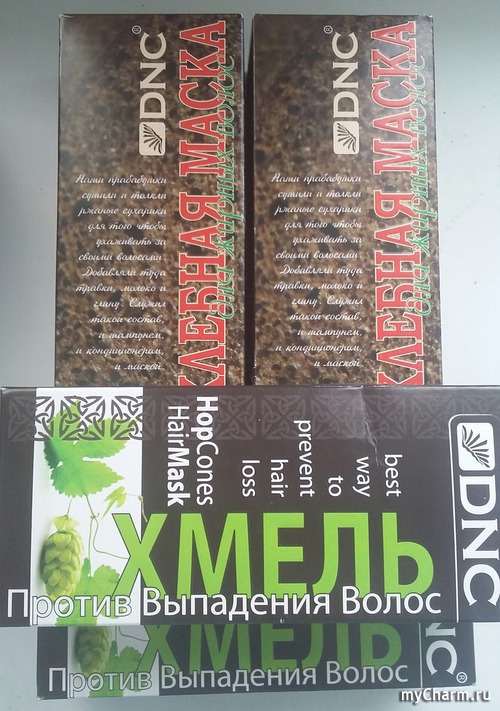 DNC®
ХЛЕБНАЯ МАСКА
для жирных волос
Наши прабабушки
сушили и толкли
ржаные сухарики
для того чтобы
ухаживать за
своими волосами.
Добавляли туда
травки, молоко и
глину. Служил
такой состав,
и шампунем,
и кондиционером,
и маской.
DNC®
ХЛЕБНАЯ МАСКА
для жирных волос
Наши прабабушки
сушили и толкли
ржаные сухарики
для того чтобы
ухаживать за
своими волосами.
Добавляли туда
травки, молоко и
глину. Служил
такой состав,
и шампунем,
и кондиционером,
и маской.
HopCones
HairMask
best
way
to
prevent
hair
loss
DNC
ХМЕЛЬ
Против Выпадения Волос
ХМЕЛЬ
Против Выпадения Волос
DNC®
myCharm.ru